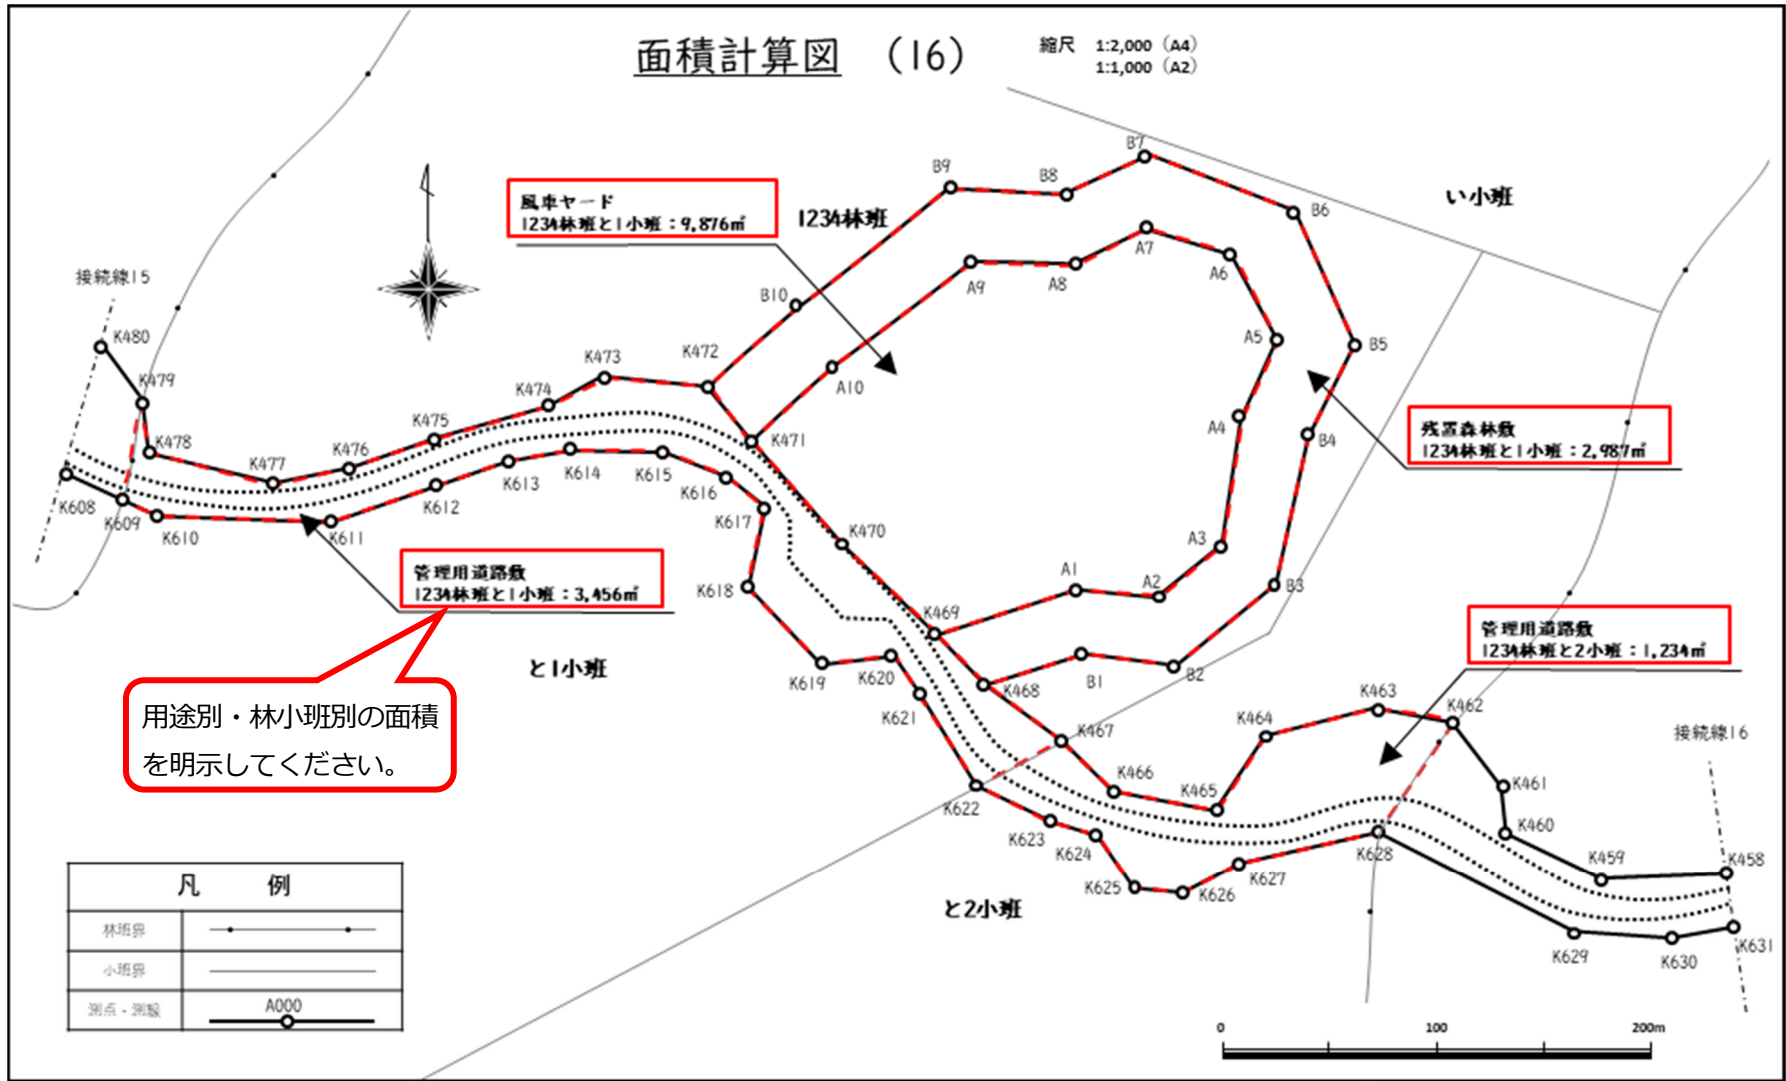 面積計算図 （16）
縮尺 1:2,000（A4）
1:1,000（A2）
風車ヤード
1234林班と1小班：9,876㎡
1234林班
い小班
接続線15
残置森林敷
1234林班と1小班：2,987㎡
管理用道路敷
1234林班と1小班：3,456㎡
管理用道路敷
1234林班と2小班：1,234㎡
と1小班
と2小班
接続線16
用途別・林小班別の面積
を明示してください。
B7
B9
B8
B6
A7
A6
A9
A8
B10
A5
B5
K480
K479
K473
K472
K474
A10
A4
B4
K475
K471
K478
K477
K476
K614
K615
K613
K616
K612
K608
K609
K610
K611
K617
K470
A3
A1
A2
B3
K618
K469
K619
K620
K468
B1
B2
K621
K467
K464
K463
K462
K466
K465
K461
K460
K622
K623
K624
K628
K459
K458
K625
K626
K627
K631
K629
K630
凡 例
林班界
小班界
測点・測線
A000
0 100 200m